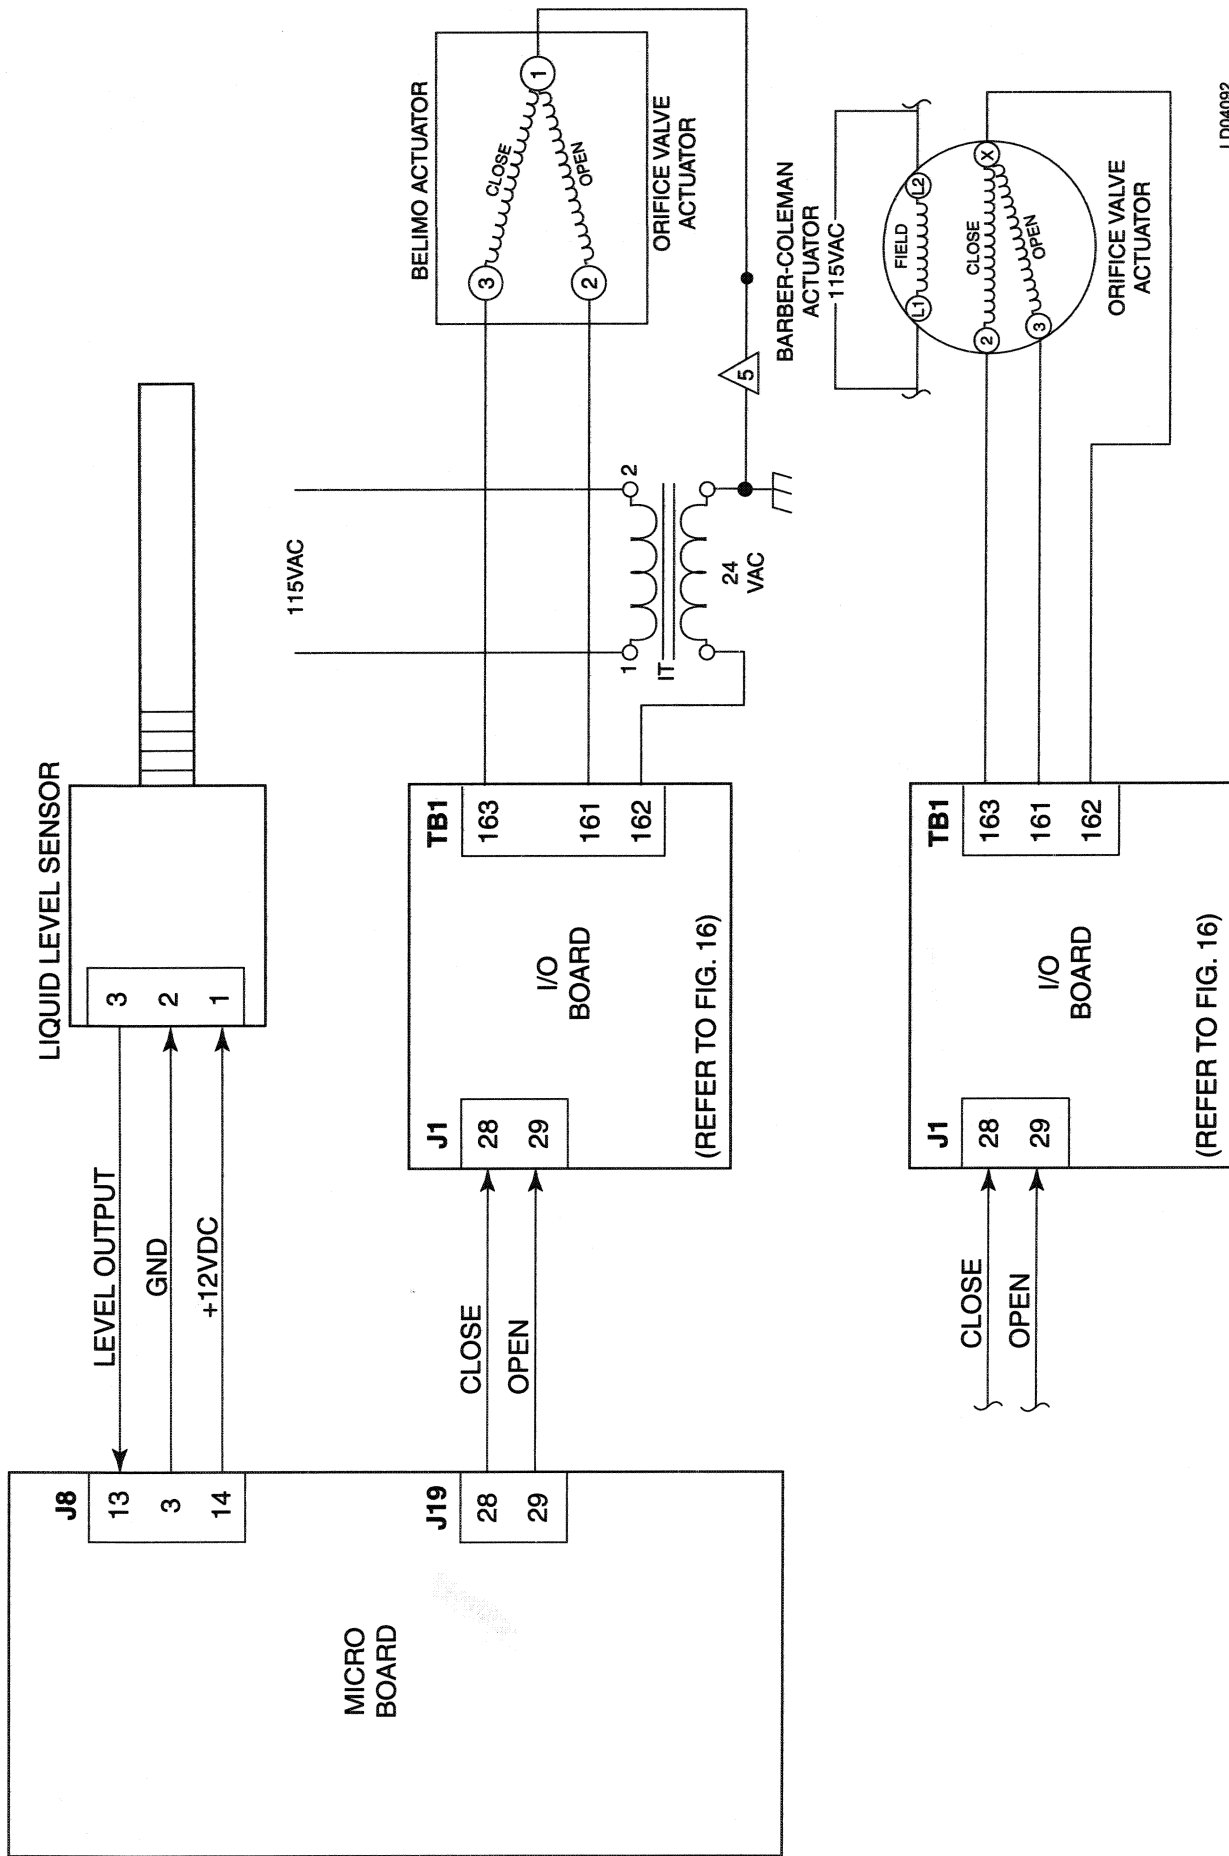 LIQUID LEVEL SENSOR
J8
13
3
14
LEVEL OUTPUT
GND
+12VDC
3
2
1
MICRO
BOARD
J19
28
29
CLOSE
OPEN
J1
28
29
I/O
BOARD
(REFER TO FIG. 16)
TB1
163
161
162
115VAC
1
2
IT
24
VAC
5
BELIMO ACTUATOR
3
2
1
CLOSE
OPEN
ORIFICE VALVE
ACTUATOR
CLOSE
OPEN
J1
28
29
I/O
BOARD
(REFER TO FIG. 16)
TB1
163
161
162
BARBER-COLEMAN
ACTUATOR
115VAC
L1
FIELD
L2
2
CLOSE
X
3
OPEN
ORIFICE VALVE
ACTUATOR
LD04092